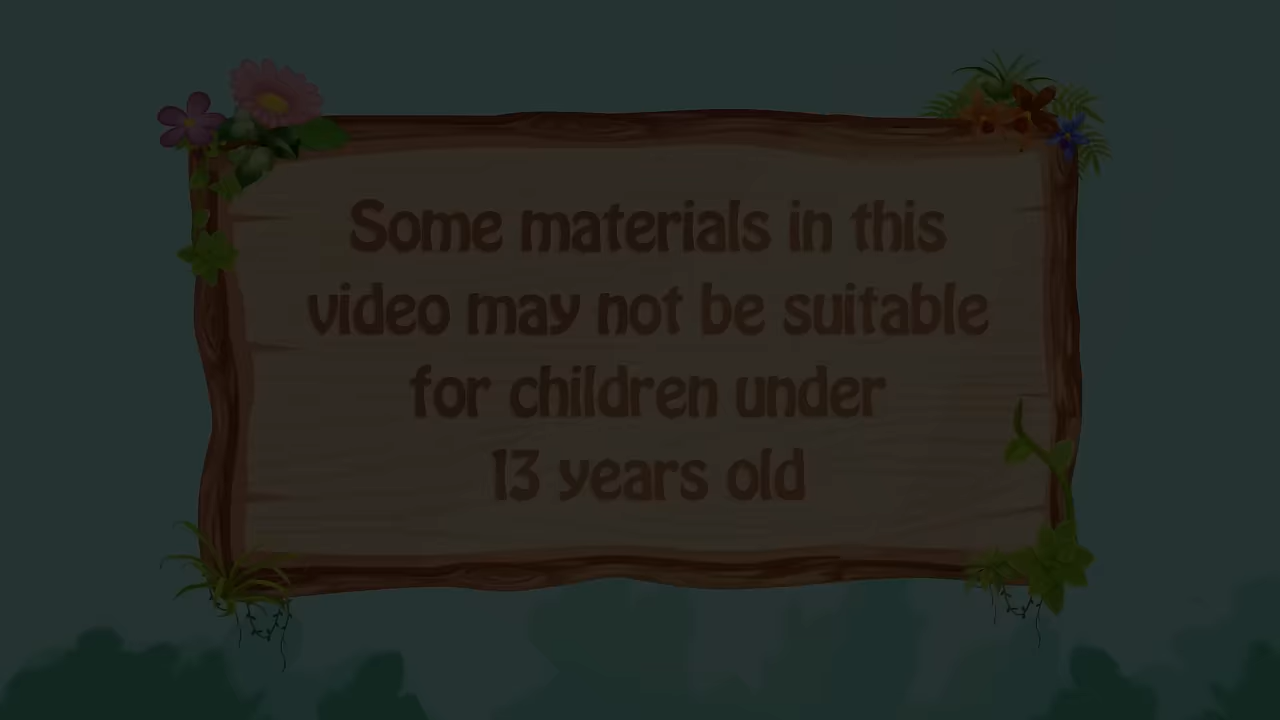 Some materials in this
video may not be suitable
for children under
13 years old